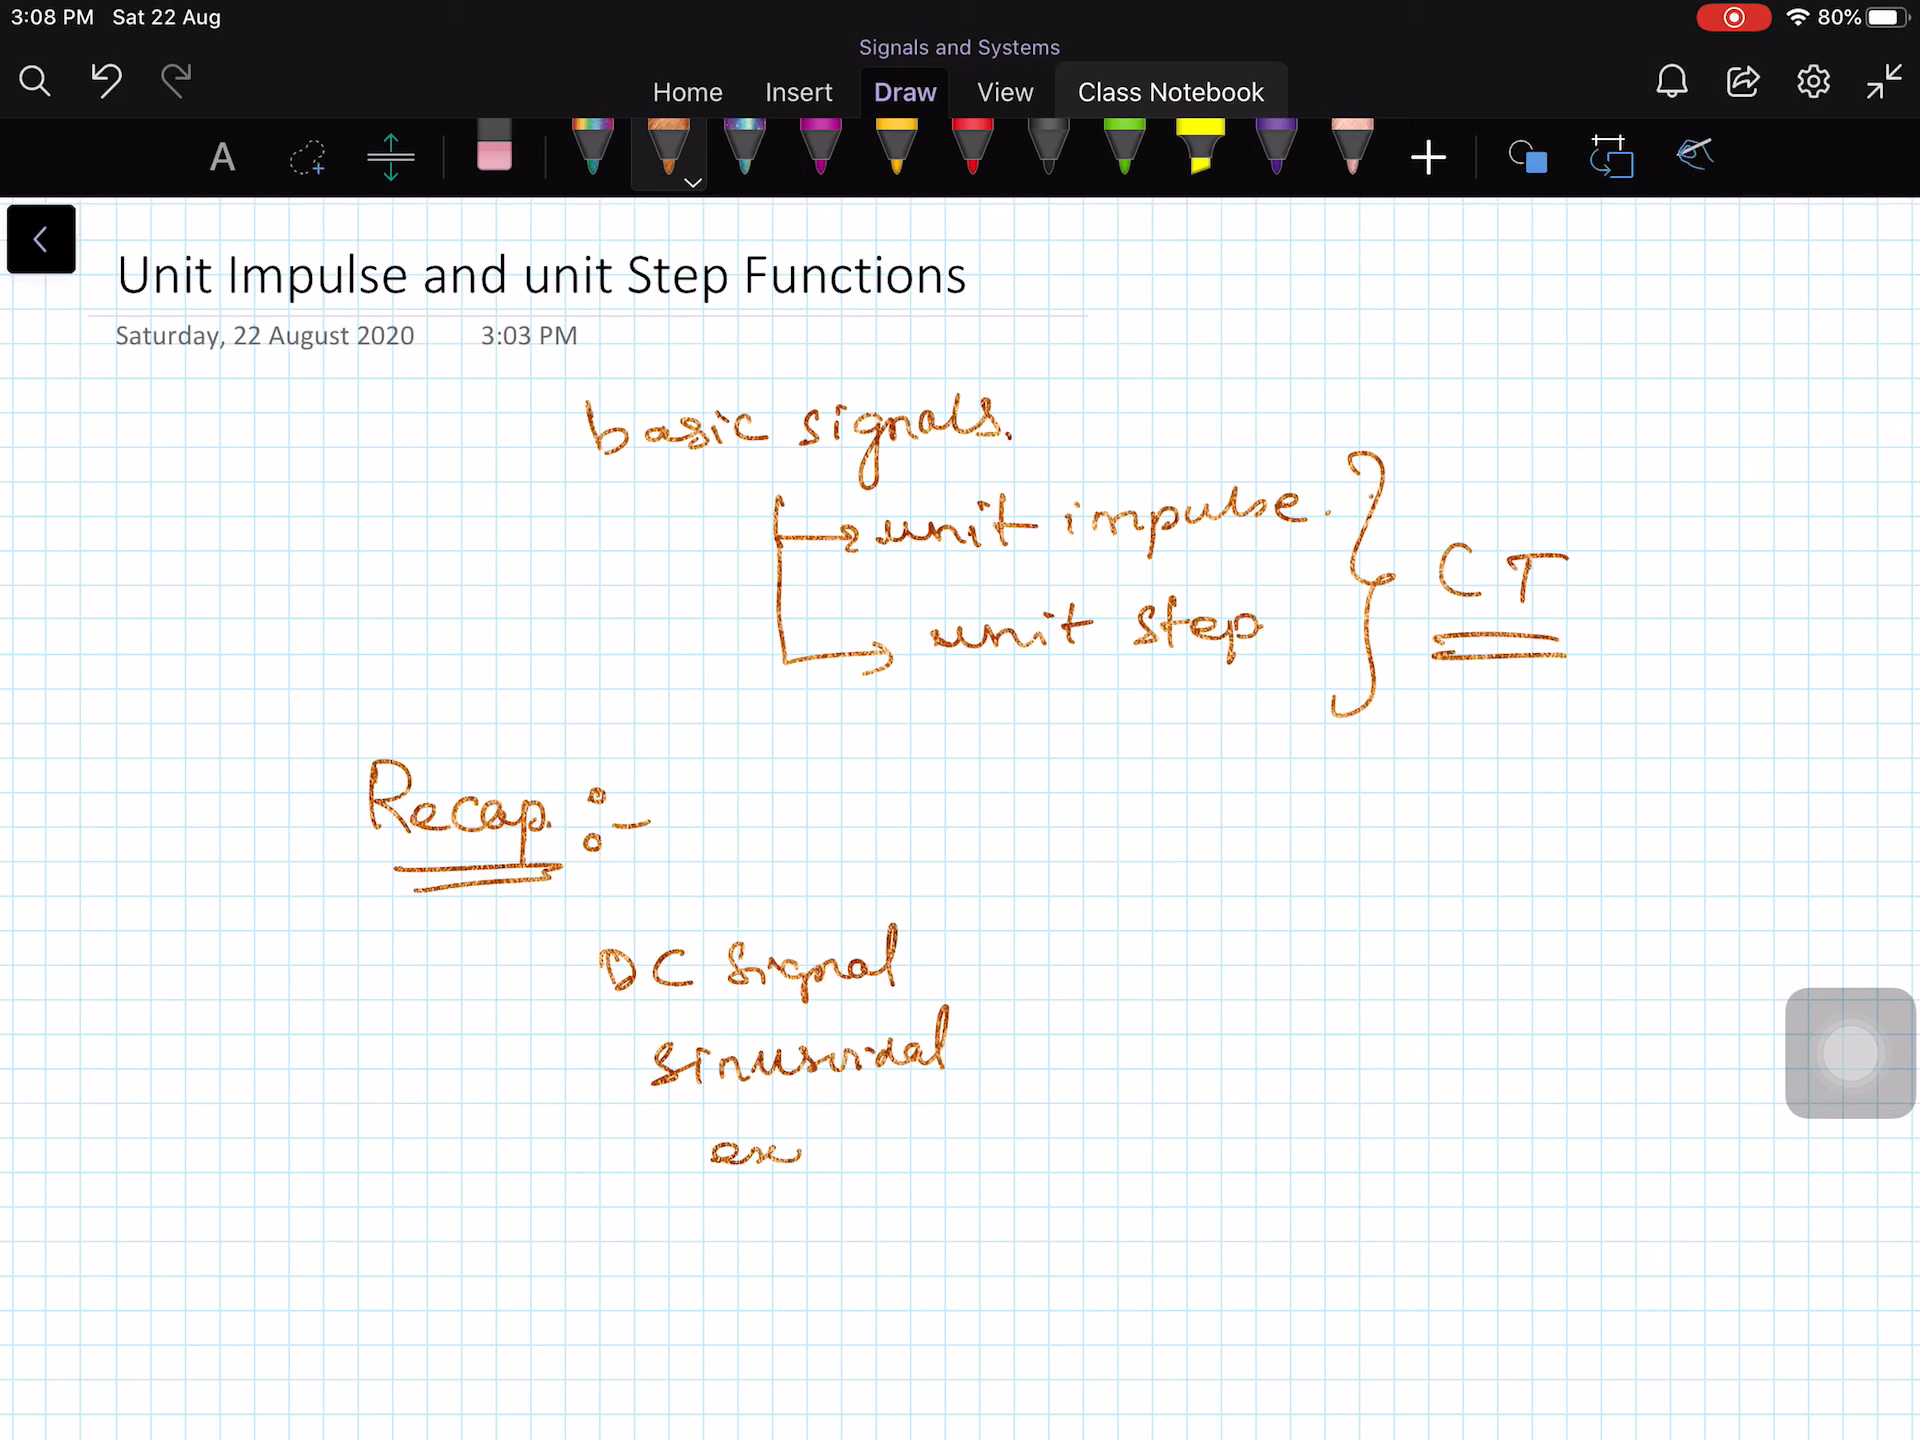 3:08 PM Sat 22 Aug
80%
Signals and Systems
Home Insert Draw View Class Notebook
A
Unit Impulse and unit Step Functions
Saturday, 22 August 2020 3:03 PM
basic signals.
→ unit impulse. } CT
→ unit step
Recap :-
DC Signal
sinusoidal
ex